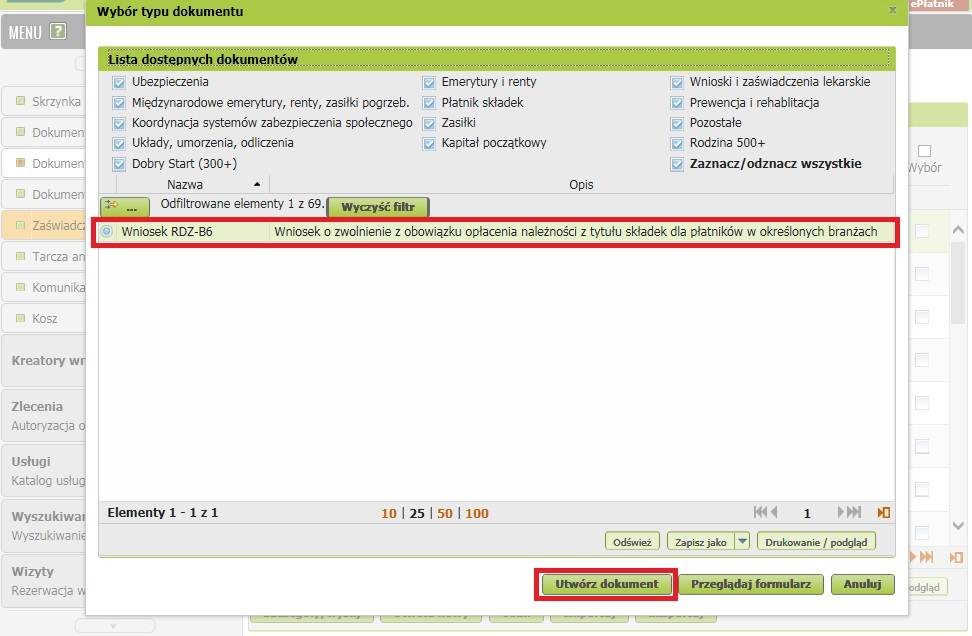 Wybór typu dokumentu
x
ePłatnik
MENU ?
Lista dostępnych dokumentów
Ubezpieczenia
Emerytury i renty
Wnioski i zaświadczenia lekarskie
Międzynarodowe emerytury, renty, zasiłki pogrzeb.
Płatnik składek
Prewencja i rehabilitacja
Koordynacja systemów zabezpieczenia społecznego
Zasiłki
Pozostałe
Układy, umorzenia, odliczenia
Kapitał początkowy
Rodzina 500+
Dobry Start (300+)
Zaznacz/odznacz wszystkie
Nazwa
Opis
...
Odfiltrowane elementy 1 z 69.
Wyczyść filtr
Wniosek RDZ-B6
Wniosek o zwolnienie z obowiązku opłacenia należności z tytułu składek dla płatników w określonych branżach
Skrzynka
Dokumen
Dokumen
Dokumen
Zaświadc
Tarcza an
Komunika
Kosz
Kreatory wr
Zlecenia
Autoryzacja o
Usługi
Katalog usług
Wyszukiwan
Wyszukiwanie
Wizyty
Rezerwacja w
Wybór
Elementy 1 - 1 z 1
10 | 25 | 50 | 100
1
Odśwież
Zapisz jako
Drukowanie / podgląd
Utwórz dokument
Przeglądaj formularz
Anuluj
odgląd